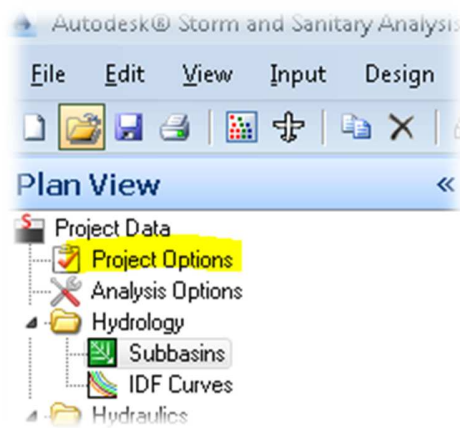 Autodesk® Storm and Sanitary Analysis
File Edit View Input Design
Plan View «
Project Data
Project Options
Analysis Options
Hydrology
Subbasins
IDF Curves
Hydraulics